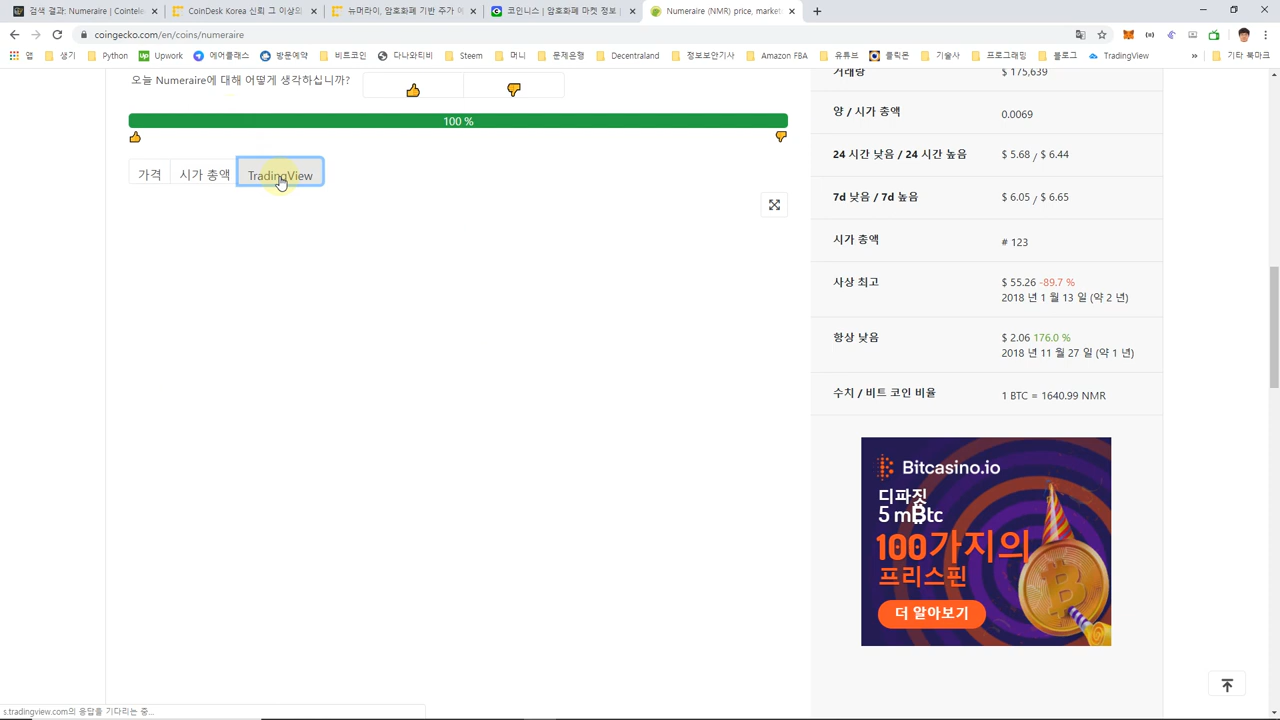 검색 결과: Numeraire | Cointele
CoinDesk Korea 신뢰 그 이상의
뉴머라이, 암호화폐 기반 주가 예
코인니스 | 암호화폐 마켓 정보 |
Numeraire (NMR) price, market
coingecko.com/en/coins/numeraire
앱
생기
Python
Upwork
에어플래스
방문예약
비트코인
다나와티비
Steem
머니
문제은행
Decentraland
정보보안기사
Amazon FBA
유튜브
클릭몬
기술사
프로그래밍
블로그
TradingView
»
기타 북마크
오늘 Numeraire에 대해 어떻게 생각하십니까?
100 %
가격
시가 총액
TradingView
거래량
$ 175,639
양 / 시가 총액
0.0069
24 시간 낮음 / 24 시간 높음
$ 5.68 / $ 6.44
7d 낮음 / 7d 높음
$ 6.05 / $ 6.65
시가 총액
# 123
사상 최고
$ 55.26 -89.7 %
2018 년 1 월 13 일 (약 2 년)
항상 낮음
$ 2.06 176.0 %
2018 년 11 월 27 일 (약 1 년)
수치 / 비트 코인 비율
1 BTC = 1640.99 NMR
Bitcasino.io
디파짓
5 mBtc
100가지의
프리스핀
더 알아보기
s.tradingview.com의 응답을 기다리는 중...